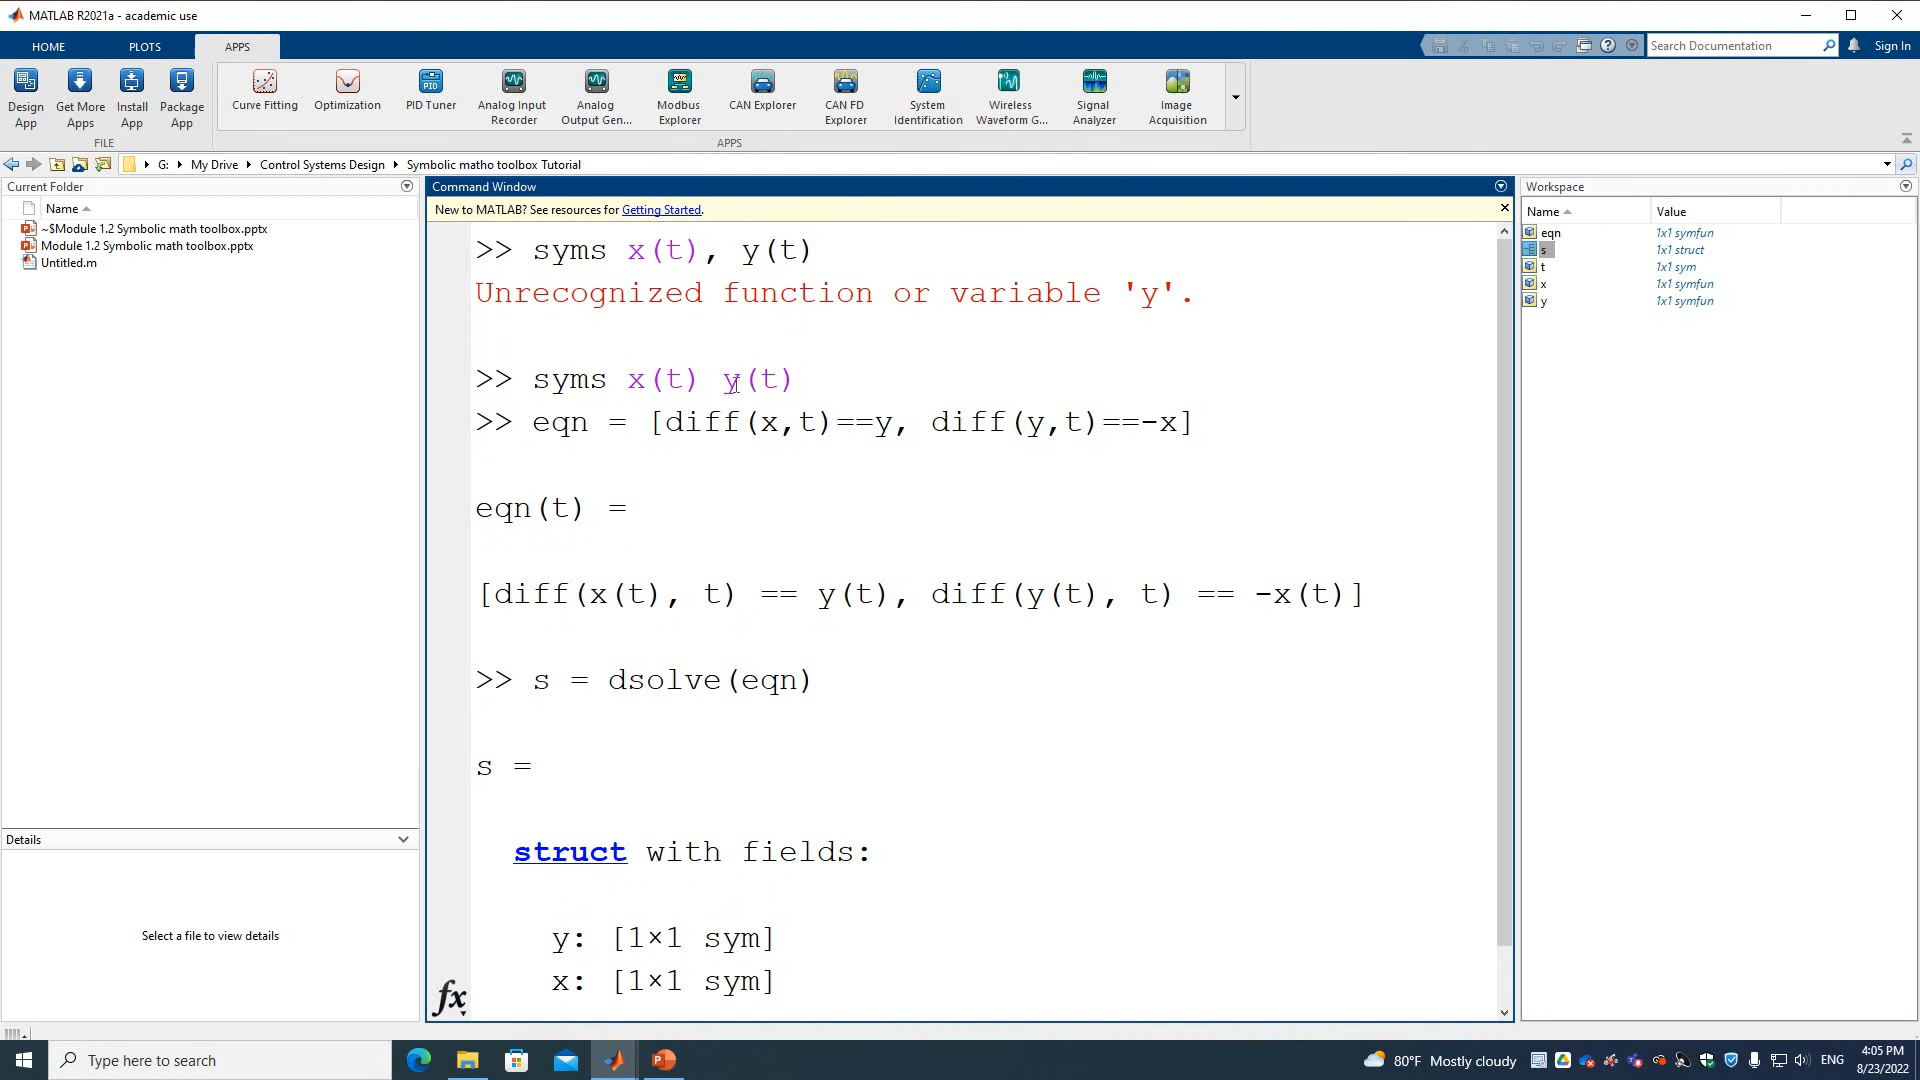 MATLAB R2021a - academic use
HOME PLOTS APPS
Search Documentation
Sign In
Design App
Get More Apps
Install App
Package App
Curve Fitting
Optimization
PID Tuner
Analog Input Recorder
Analog Output Gen...
Modbus Explorer
CAN Explorer
CAN FD Explorer
System Identification
Wireless Waveform G...
Signal Analyzer
Image Acquisition
FILE
APPS
G: My Drive Control Systems Design Symbolic matho toolbox Tutorial
Current Folder
Name
~$Module 1.2 Symbolic math toolbox.pptx
Module 1.2 Symbolic math toolbox.pptx
Untitled.m
Details
Select a file to view details
Command Window
New to MATLAB? See resources for Getting Started.
>> syms x(t), y(t)
Unrecognized function or variable 'y'.
>> syms x(t) y(t)
>> eqn = [diff(x,t)==y, diff(y,t)==-x]
eqn(t) =
[diff(x(t), t) == y(t), diff(y(t), t) == -x(t)]
>> s = dsolve(eqn)
s =
struct with fields:
y: [1×1 sym]
x: [1×1 sym]
fx
Workspace
Name Value
eqn 1x1 symfun
s 1x1 struct
t 1x1 sym
x 1x1 symfun
y 1x1 symfun
Type here to search
80°F Mostly cloudy
ENG
4:05 PM
8/23/2022